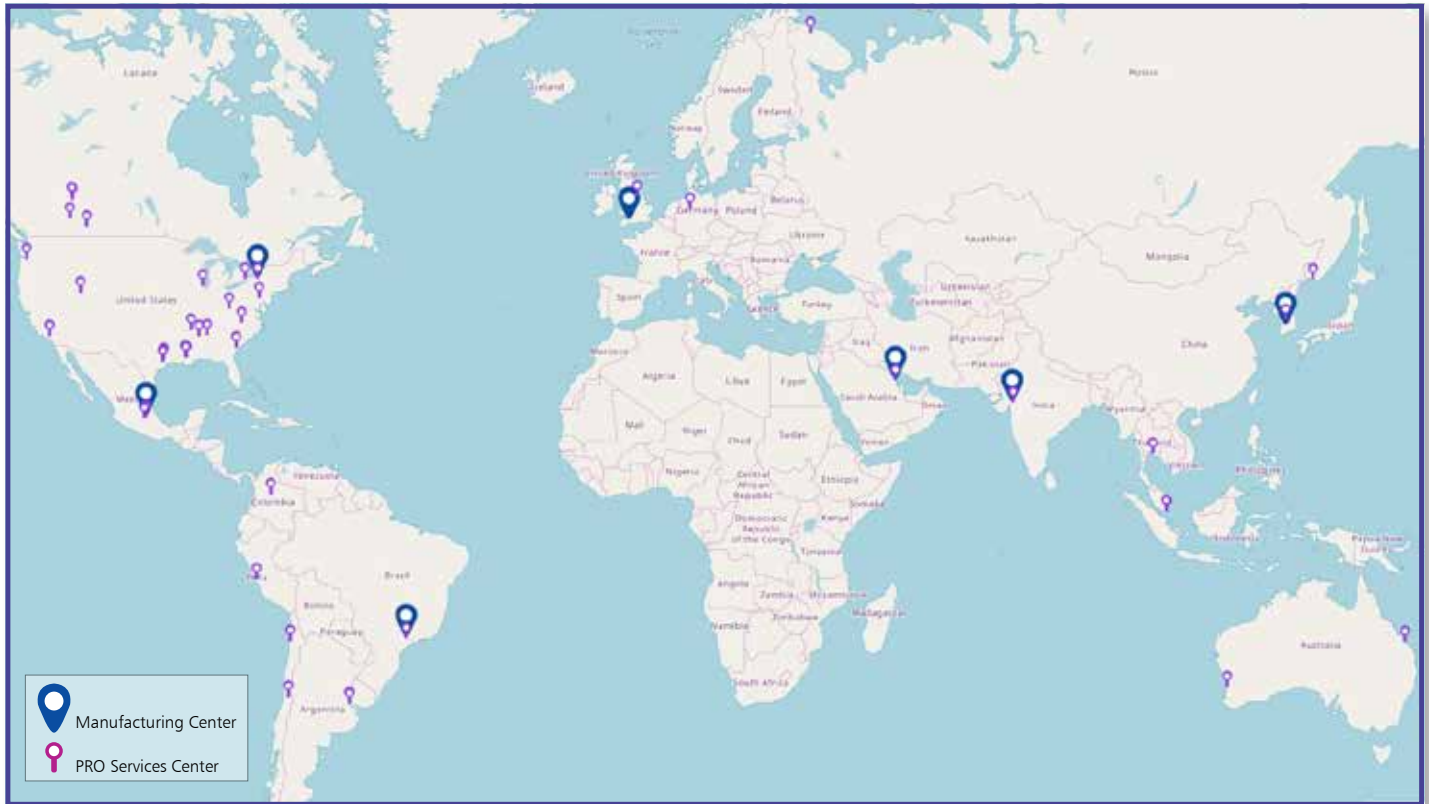 Canada
Iceland
Sweden
Finland
Norway
Russia
United Kingdom
Germany
Poland
Belarus
Ukraine
France
Romania
Kazakhstan
Mongolia
United States
Spain
Greece
Turkey
Uzbekistan
Turkmenistan
Morocco
Iraq
Iran
Afghanistan
China
Pakistan
Algeria
Libya
Egypt
Saudi Arabia
Oman
India
Myanmar
Mali
Niger
Chad
Sudan
Yemen
Thailand
Venezuela
Colombia
Nigeria
Central
African
Republic
Ethiopia
Somalia
Philippines
Democratic
Republic
of the Congo
Kenya
Tanzania
Indonesia
Papua New
Guinea
Peru
Brazil
Bolivia
Paraguay
Angola
Zambia
Mozambique
Zimbabwe
Namibia
Madagascar
Australia
South Africa
Argentina
Manufacturing Center
PRO Services Center